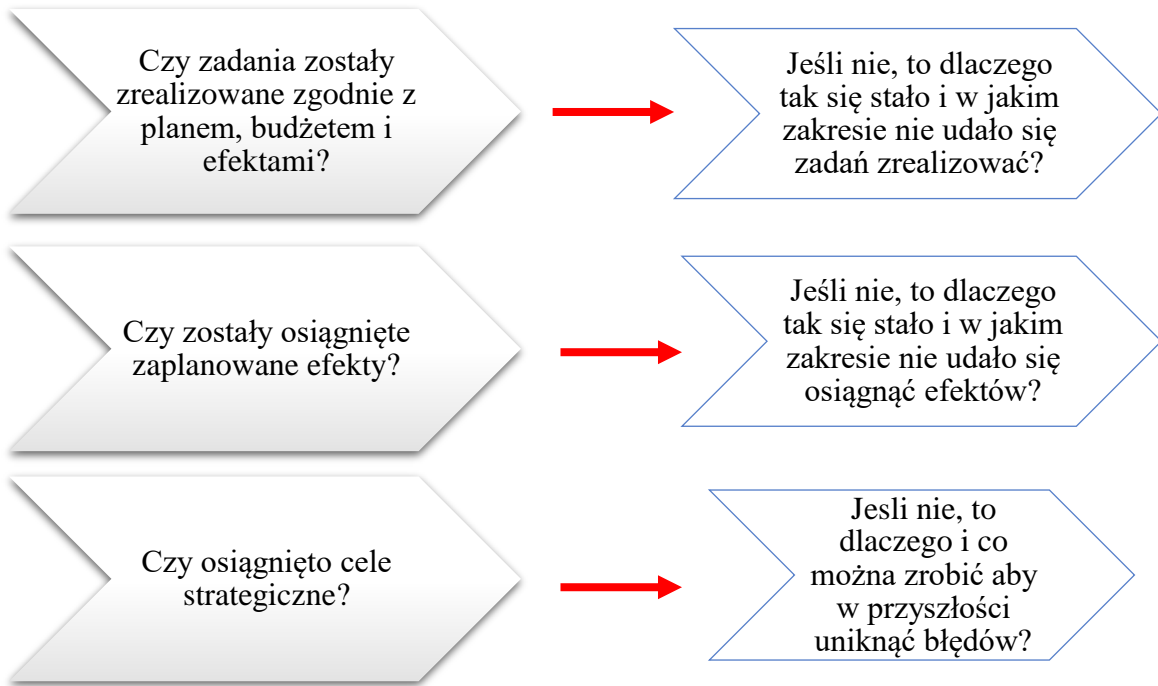 Czy zadania zostały
zrealizowane zgodnie z
planem, budżetem i
efektami?
Jeśli nie, to dlaczego
tak się stało i w jakim
zakresie nie udało się
zadań zrealizować?
Czy zostały osiągnięte
zaplanowane efekty?
Jeśli nie, to dlaczego
tak się stało i w jakim
zakresie nie udało się
osiągnąć efektów?
Czy osiągnięto cele
strategiczne?
Jesli nie, to
dlaczego i co
można zrobić aby
w przyszłości
uniknąć błędów?